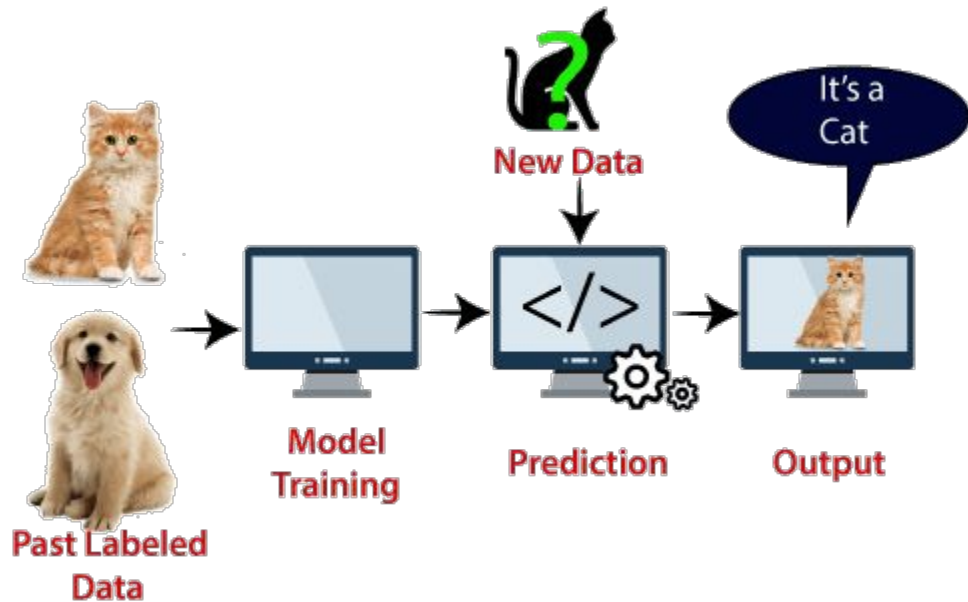 ?
New Data
It's a
Cat
</>
Model
Training
Prediction
Output
Past Labeled
Data